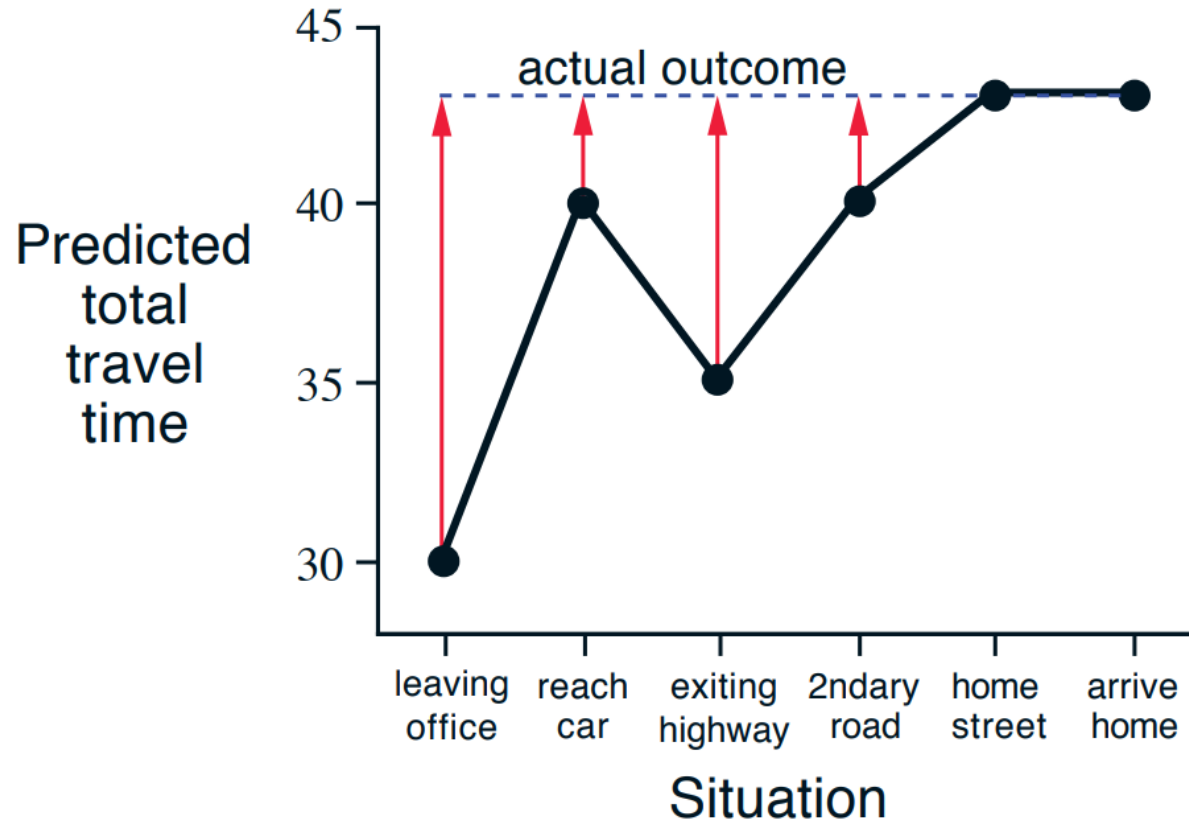 45
actual outcome
40
Predicted
total
travel
time
35
30
leaving
office
reach
car
exiting
highway
2ndary
road
home
street
arrive
home
Situation